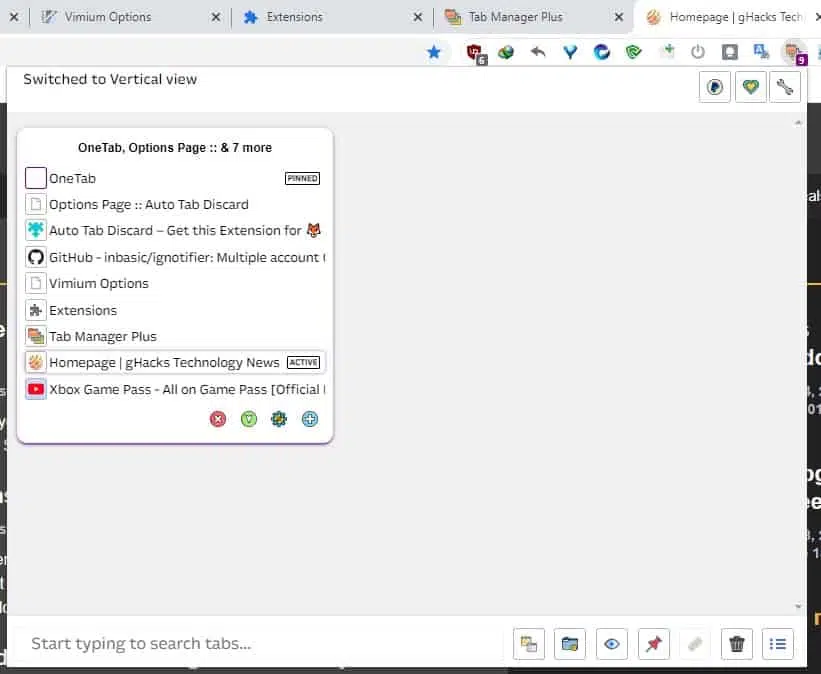 Vimium Options
Extensions
Tab Manager Plus
Homepage | gHacks Tech
6
9
Switched to Vertical view
OneTab, Options Page :: & 7 more
OneTab
PINNED
Options Page :: Auto Tab Discard
Auto Tab Discard – Get this Extension for 🦊
GitHub - inbasic/ignotifier: Multiple account
Vimium Options
Extensions
Tab Manager Plus
Homepage | gHacks Technology News
ACTIVE
Xbox Game Pass - All on Game Pass [Official
Start typing to search tabs...